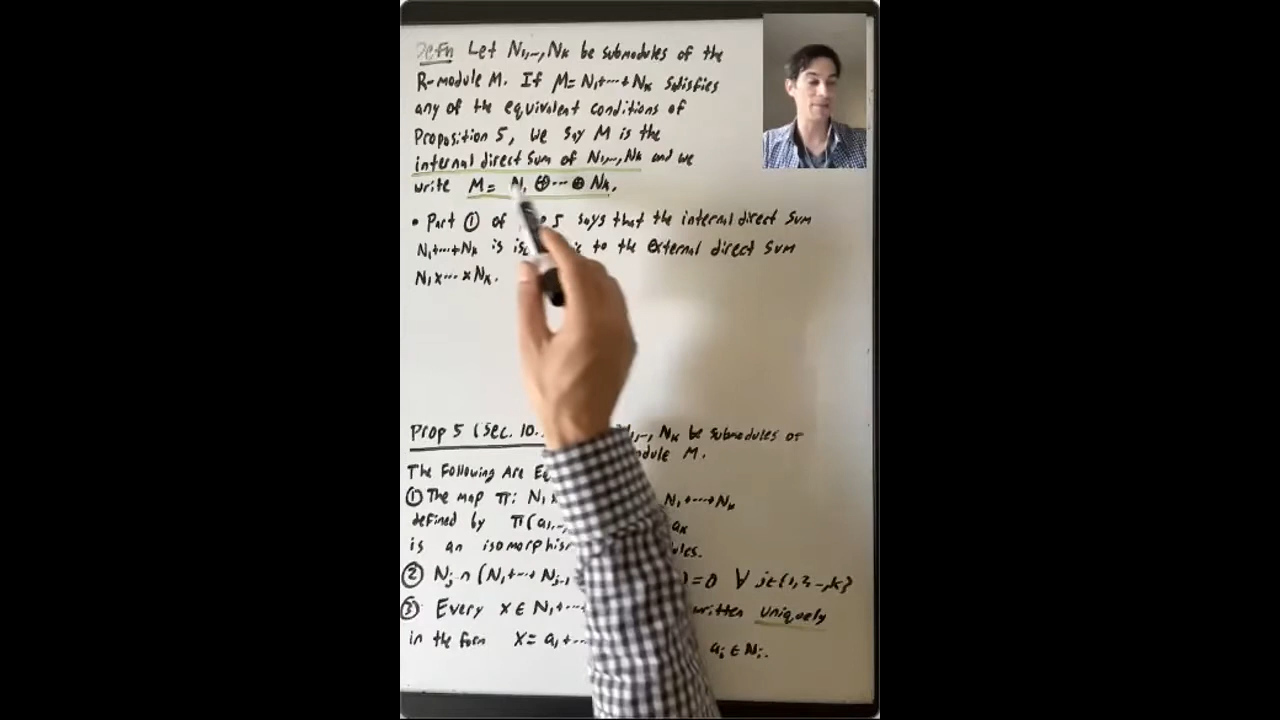 Defn Let N₁,..,Nₖ be submodules of the
R-module M. If M= N₁+⋯+Nₖ satisfies
any of the equivalent conditions of
Proposition 5, we say M is the
internal direct sum of N₁,..,Nₖ and we
write M= N₁ ⊕⋯⊕ Nₖ.
• Part ① of 5 says that the internal direct sum
N₁+⋯+Nₖ is to the external direct sum
N₁×⋯×Nₖ.
Prop 5 (Sec. 10. Nₖ be submodules of
M.
The Following Are
① The map π: N₁ N₁+⋯+Nₖ
defined by π(a₁,.. aₖ
is an
② Nⱼ∩(N₁+⋯+Nⱼ₋₁ )=0 ∀ j∈{1,2,..,k}
③ Every x∈N₁+⋯ written uniquely
in the form x= a₁+⋯ aᵢ∈Nᵢ.